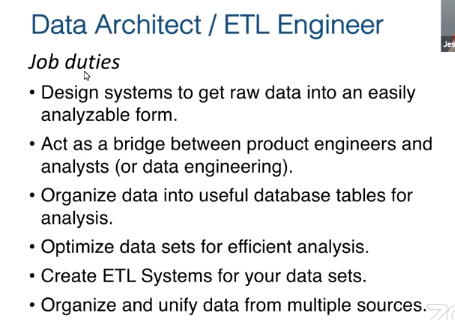 Data Architect / ETL Engineer
Jes
Job duties
• Design systems to get raw data into an easily
analyzable form.
• Act as a bridge between product engineers and
analysts (or data engineering).
• Organize data into useful database tables for
analysis.
• Optimize data sets for efficient analysis.
• Create ETL Systems for your data sets.
• Organize and unify data from multiple sources.